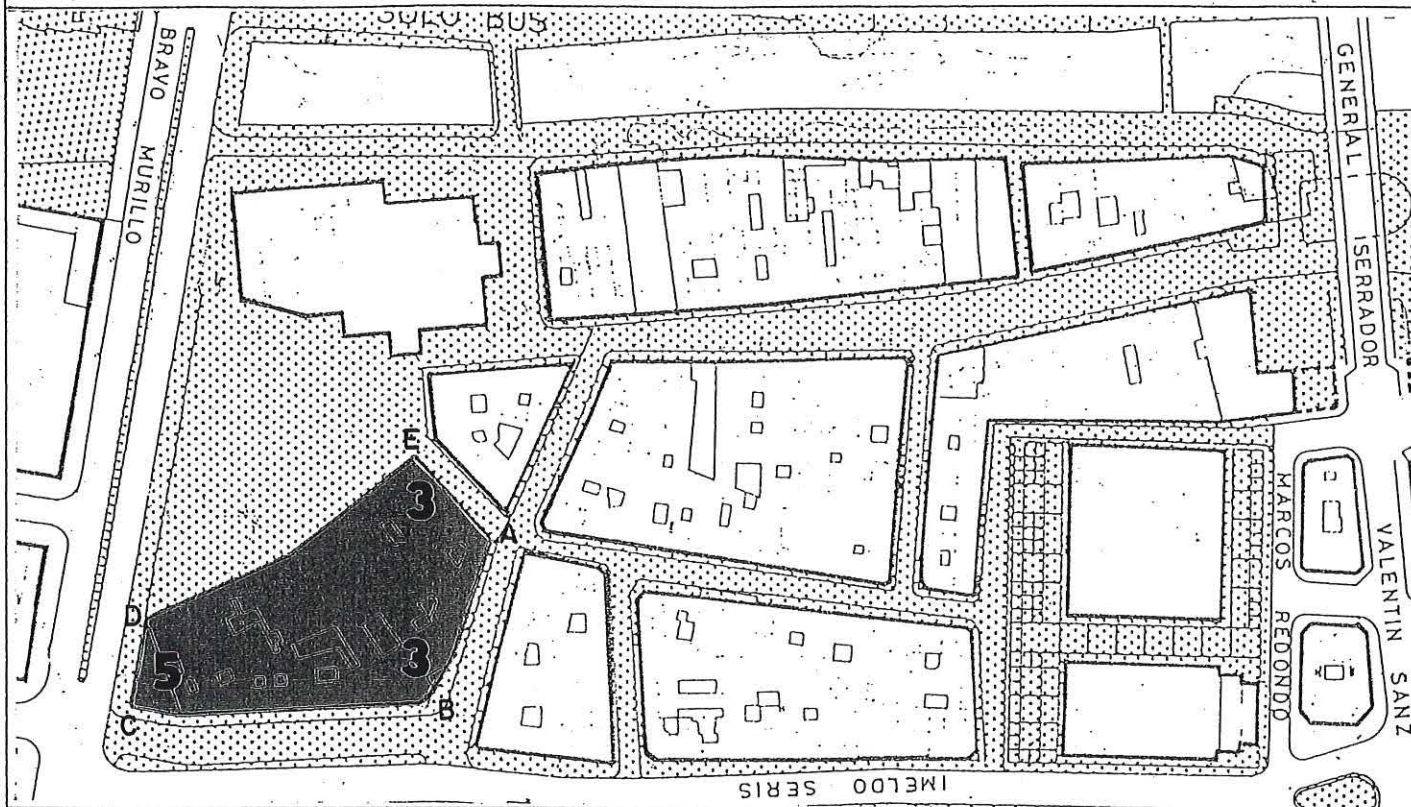 SOLO BUS
BRAVO MURILLO
GENERAL
SERRADOR
E
3
A
MARCOS REDONDO
VALENTIN SANZ
D
5
3
C
B
IMELDO SERIS